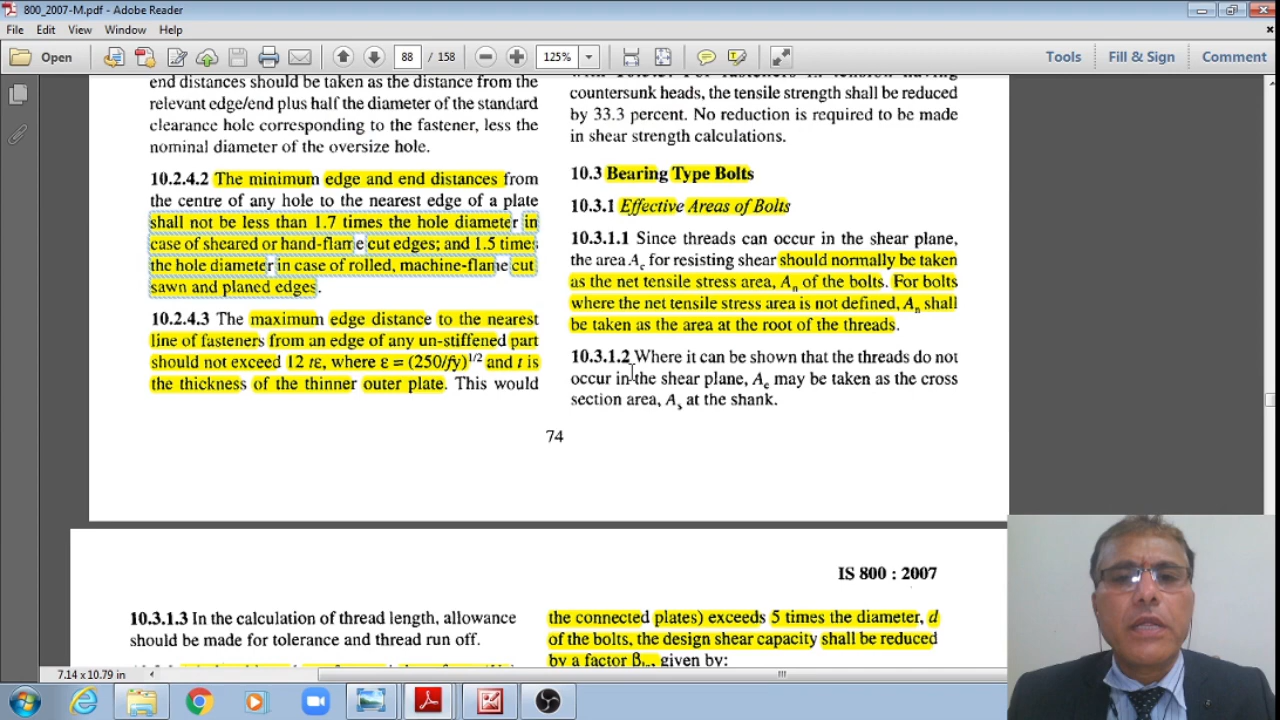 800_2007-M.pdf - Adobe Reader
File Edit View Window Help
Open 88 / 158 125% Tools Fill & Sign Comment
end distances should be taken as the distance from the
relevant edge/end plus half the diameter of the standard
clearance hole corresponding to the fastener, less the
nominal diameter of the oversize hole.
10.2.4.2 The minimum edge and end distances from
the centre of any hole to the nearest edge of a plate
shall not be less than 1.7 times the hole diameter in
case of sheared or hand-flame cut edges; and 1.5 times
the hole diameter in case of rolled, machine-flame cut
sawn and planed edges.
10.2.4.3 The maximum edge distance to the nearest
line of fasteners from an edge of any un-stiffened part
should not exceed 12 tε, where ε = (250/fy)1/2 and t is
the thickness of the thinner outer plate. This would
countersunk heads, the tensile strength shall be reduced
by 33.3 percent. No reduction is required to be made
in shear strength calculations.
10.3 Bearing Type Bolts
10.3.1 Effective Areas of Bolts
10.3.1.1 Since threads can occur in the shear plane,
the area Ac for resisting shear should normally be taken
as the net tensile stress area, An of the bolts. For bolts
where the net tensile stress area is not defined, An shall
be taken as the area at the root of the threads.
10.3.1.2 Where it can be shown that the threads do not
occur in the shear plane, Ac may be taken as the cross
section area, As at the shank.
74
IS 800 : 2007
10.3.1.3 In the calculation of thread length, allowance
should be made for tolerance and thread run off.
the connected plates) exceeds 5 times the diameter, d
of the bolts, the design shear capacity shall be reduced
by a factor given by:
7.14 x 10.79 in